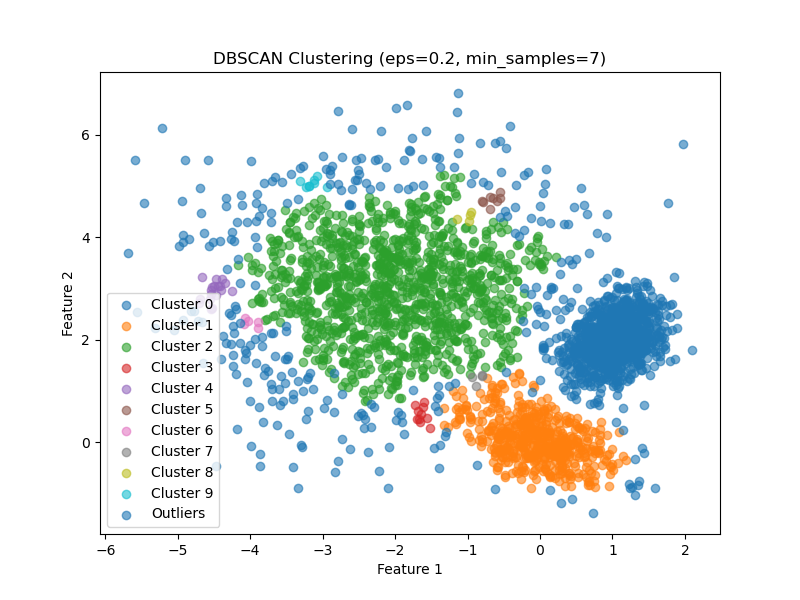 DBSCAN Clustering (eps=0.2, min_samples=7)
6
4
2
0
Feature 2
Cluster 0
Cluster 1
Cluster 2
Cluster 3
Cluster 4
Cluster 5
Cluster 6
Cluster 7
Cluster 8
Cluster 9
Outliers
−6 −5 −4 −3 −2 −1 0 1 2
Feature 1